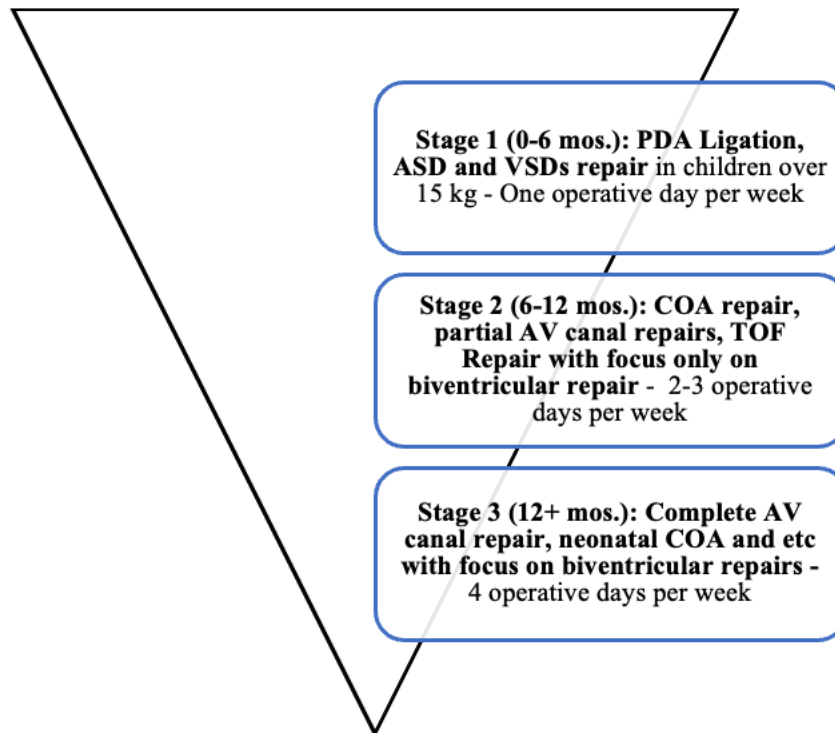 Stage 1 (0-6 mos.): PDA Ligation,
ASD and VSDs repair in children over
15 kg - One operative day per week
Stage 2 (6-12 mos.): COA repair,
partial AV canal repairs, TOF
Repair with focus only on
biventricular repair - 2-3 operative
days per week
Stage 3 (12+ mos.): Complete AV
canal repair, neonatal COA and etc
with focus on biventricular repairs -
4 operative days per week